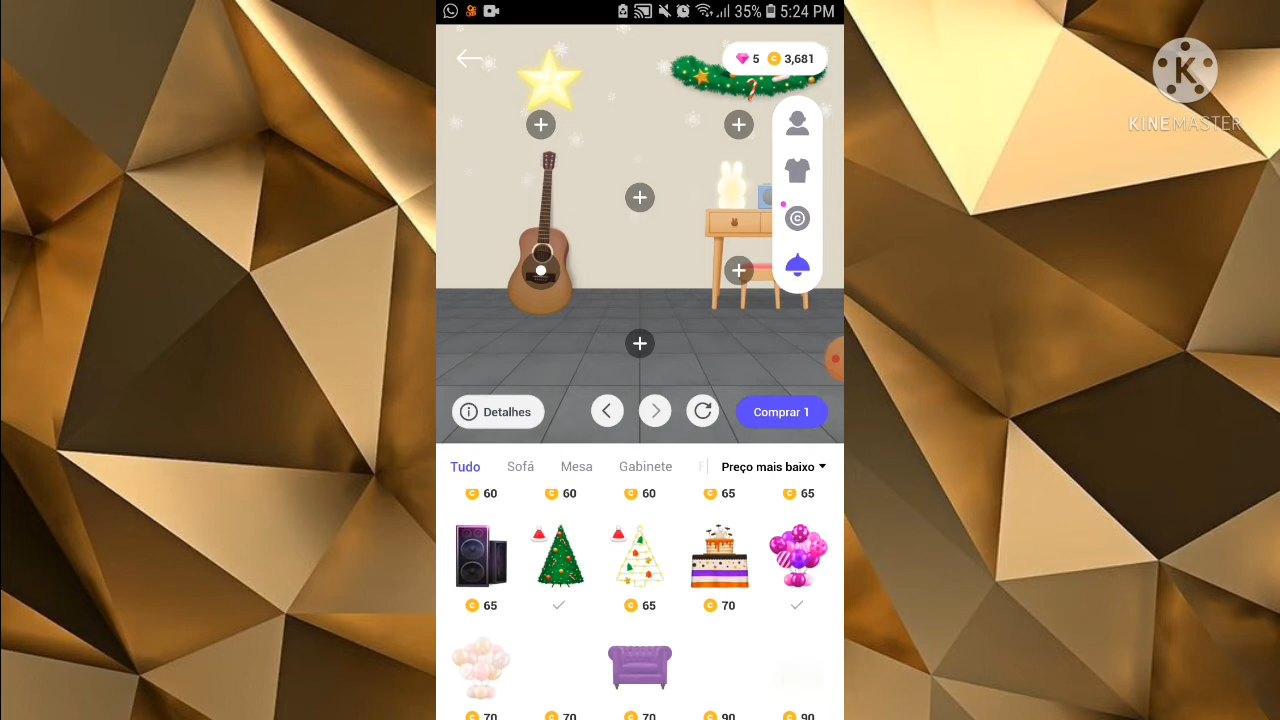 35% 5:24 PM
5 3,681
KINEMASTER
Detalhes Comprar 1
Tudo Sofá Mesa Gabinete Preço mais baixo
60 60 60 65 65
65 65 70
70 70 70 90 90